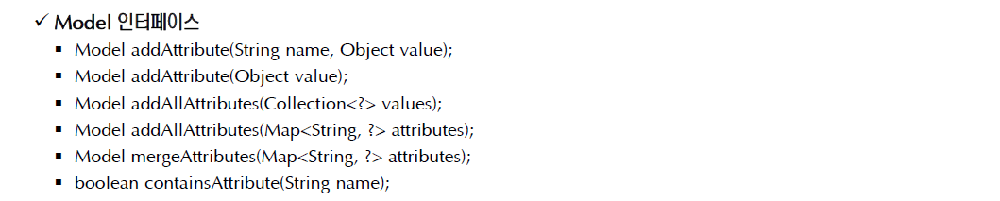 ✓ Model 인터페이스
▪ Model addAttribute(String name, Object value);
▪ Model addAttribute(Object value);
▪ Model addAllAttributes(Collection<?> values);
▪ Model addAllAttributes(Map<String, ?> attributes);
▪ Model mergeAttributes(Map<String, ?> attributes);
▪ boolean containsAttribute(String name);